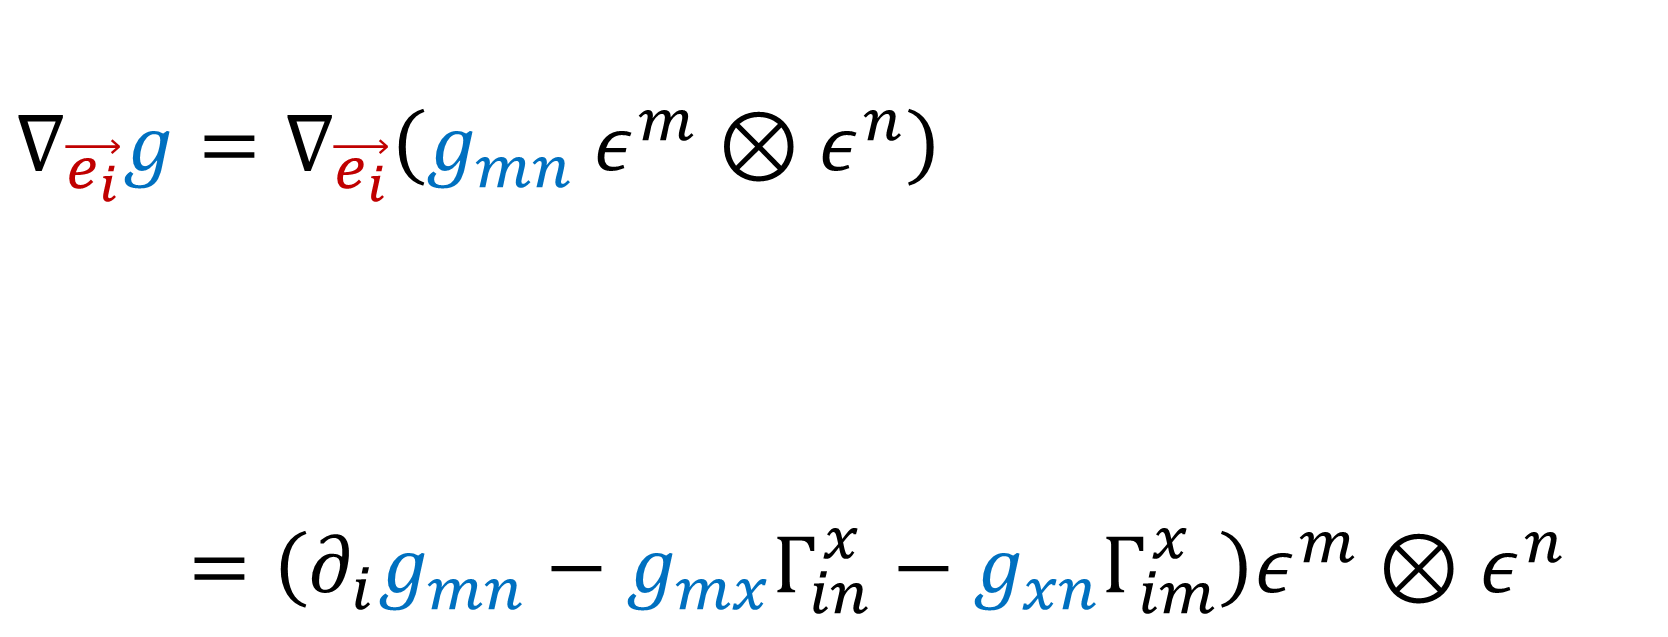 ∇_{\vec{e_i}} g = ∇_{\vec{e_i}}(g_{mn} ϵ^m ⊗ ϵ^n)
= (∂_i g_{mn} − g_{mx}Γ^x_{in} − g_{xn}Γ^x_{im})ϵ^m ⊗ ϵ^n